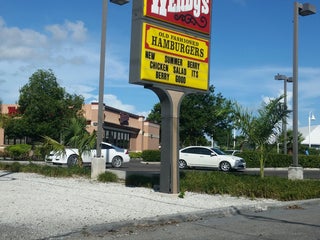 WENDY'S
OLD FASHIONED
HAMBURGERS
NEW SUMMER BERRY
CHICKEN SALAD ITS
BERRY GOOD